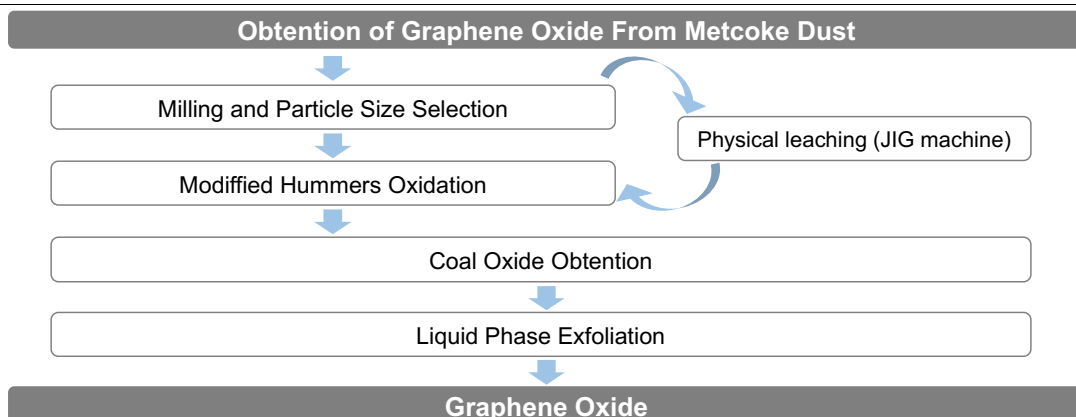 Obtention of Graphene Oxide From Metcoke Dust
Milling and Particle Size Selection
Physical leaching (JIG machine)
Modiffied Hummers Oxidation
Coal Oxide Obtention
Liquid Phase Exfoliation
Graphene Oxide